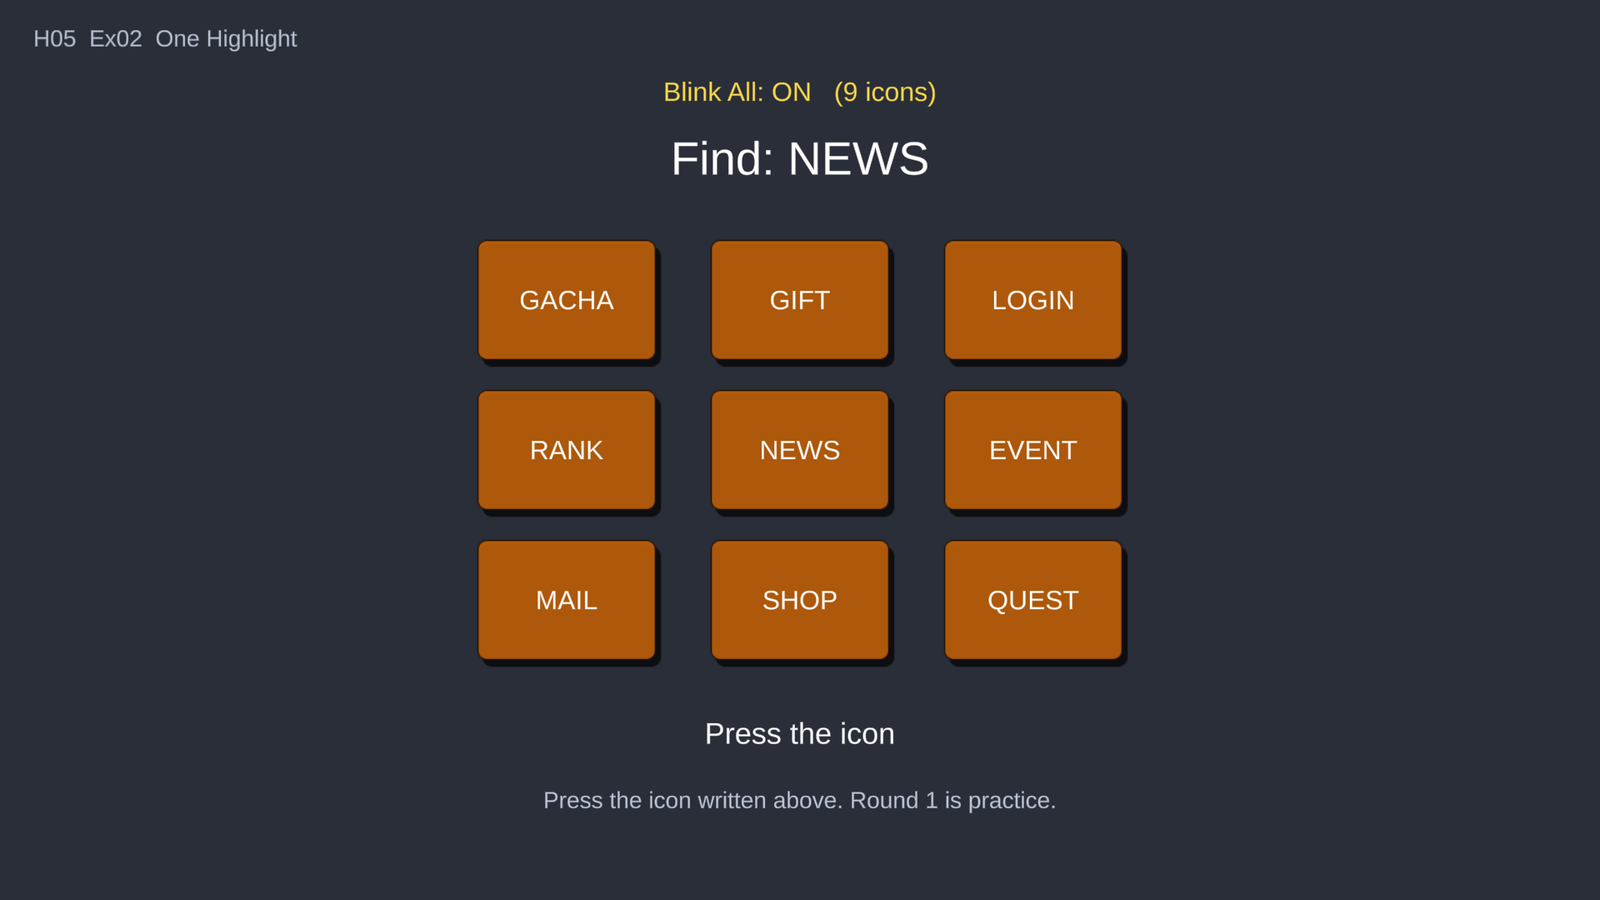 H05  Ex02  One Highlight
Blink All: ON   (9 icons)
Find: NEWS
GACHA
GIFT
LOGIN
RANK
NEWS
EVENT
MAIL
SHOP
QUEST
Press the icon
Press the icon written above. Round 1 is practice.